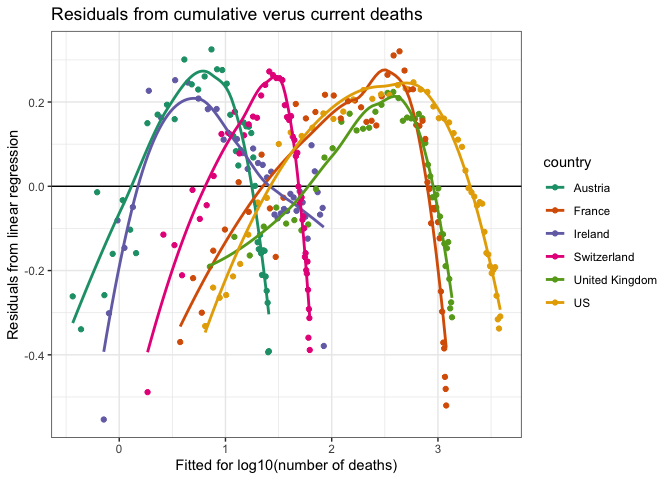 Residuals from cumulative verus current deaths
Residuals from linear regression
0.2
0.0
-0.2
-0.4
0
1
2
3
Fitted for log10(number of deaths)
country
Austria
France
Ireland
Switzerland
United Kingdom
US